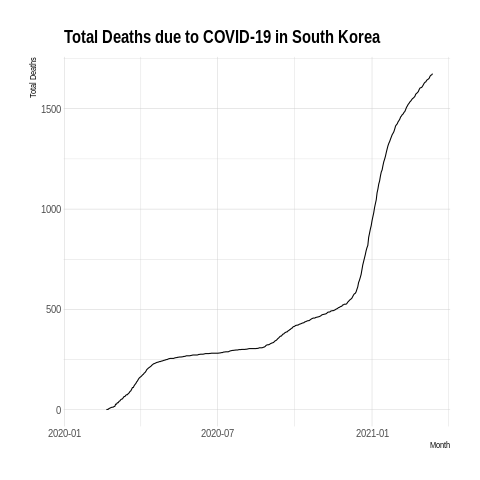 Total Deaths due to COVID-19 in South Korea
Total Deaths
1500
1000
500
0
2020-01
2020-07
2021-01
Month